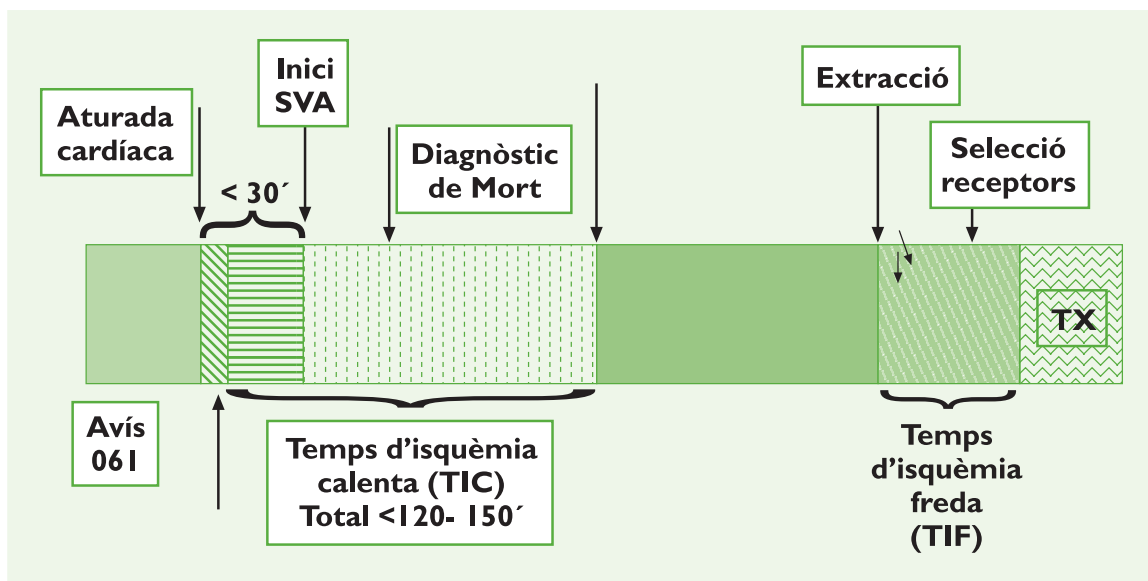 Aturada
cardíaca
Inici
SVA
< 30´
Diagnòstic
de Mort
Extracció
Selecció
receptors
TX
Avís
061
Temps d'isquèmia
calenta (TIC)
Total <120- 150´
Temps
d'isquèmia
freda
(TIF)